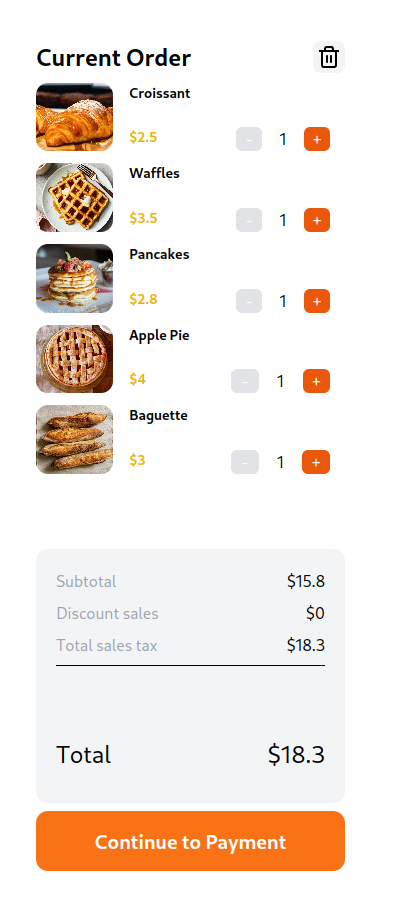 Current Order
Croissant
$2.5 - 1 +
Waffles
$3.5 - 1 +
Pancakes
$2.8 - 1 +
Apple Pie
$4 - 1 +
Baguette
$3 - 1 +
Subtotal $15.8
Discount sales $0
Total sales tax $18.3
Total $18.3
Continue to Payment